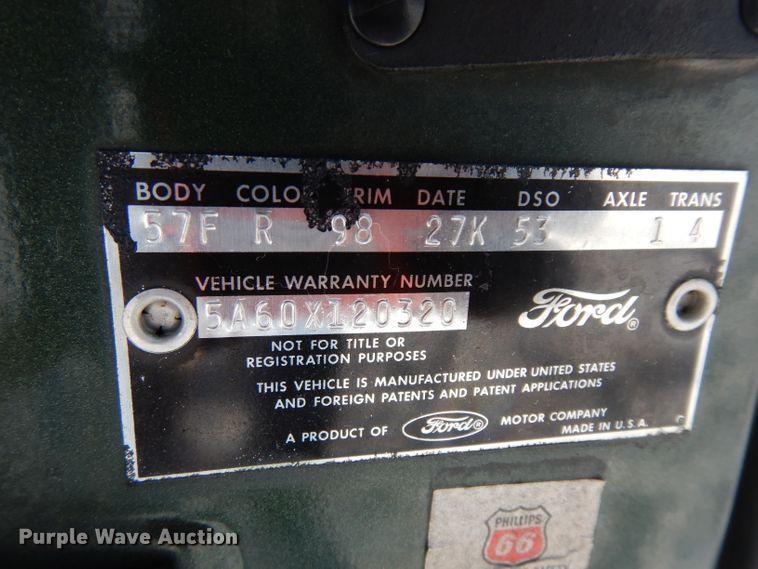 BODY COLO TRIM DATE DSO AXLE TRANS
57F R 98 27K 53 1 4
VEHICLE WARRANTY NUMBER
5A60X120320
Ford®
NOT FOR TITLE OR
REGISTRATION PURPOSES
THIS VEHICLE IS MANUFACTURED UNDER UNITED STATES
AND FOREIGN PATENTS AND PATENT APPLICATIONS
A PRODUCT OF Ford® MOTOR COMPANY
MADE IN U.S.A.
PHILLIPS
66
Purple Wave Auction